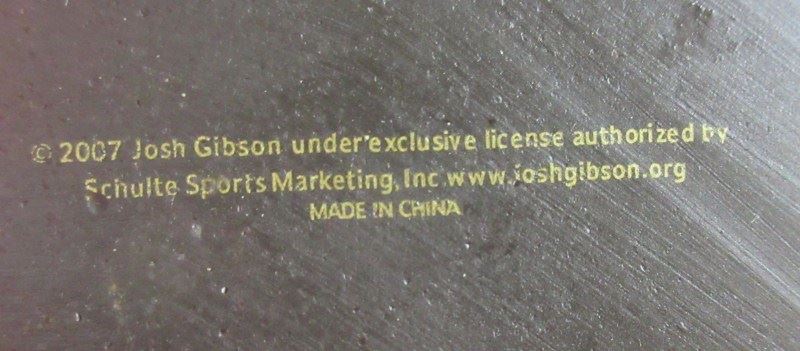 © 2007 Josh Gibson under exclusive license authorized by
Schulte Sports Marketing, Inc. www.joshgibson.org
MADE IN CHINA